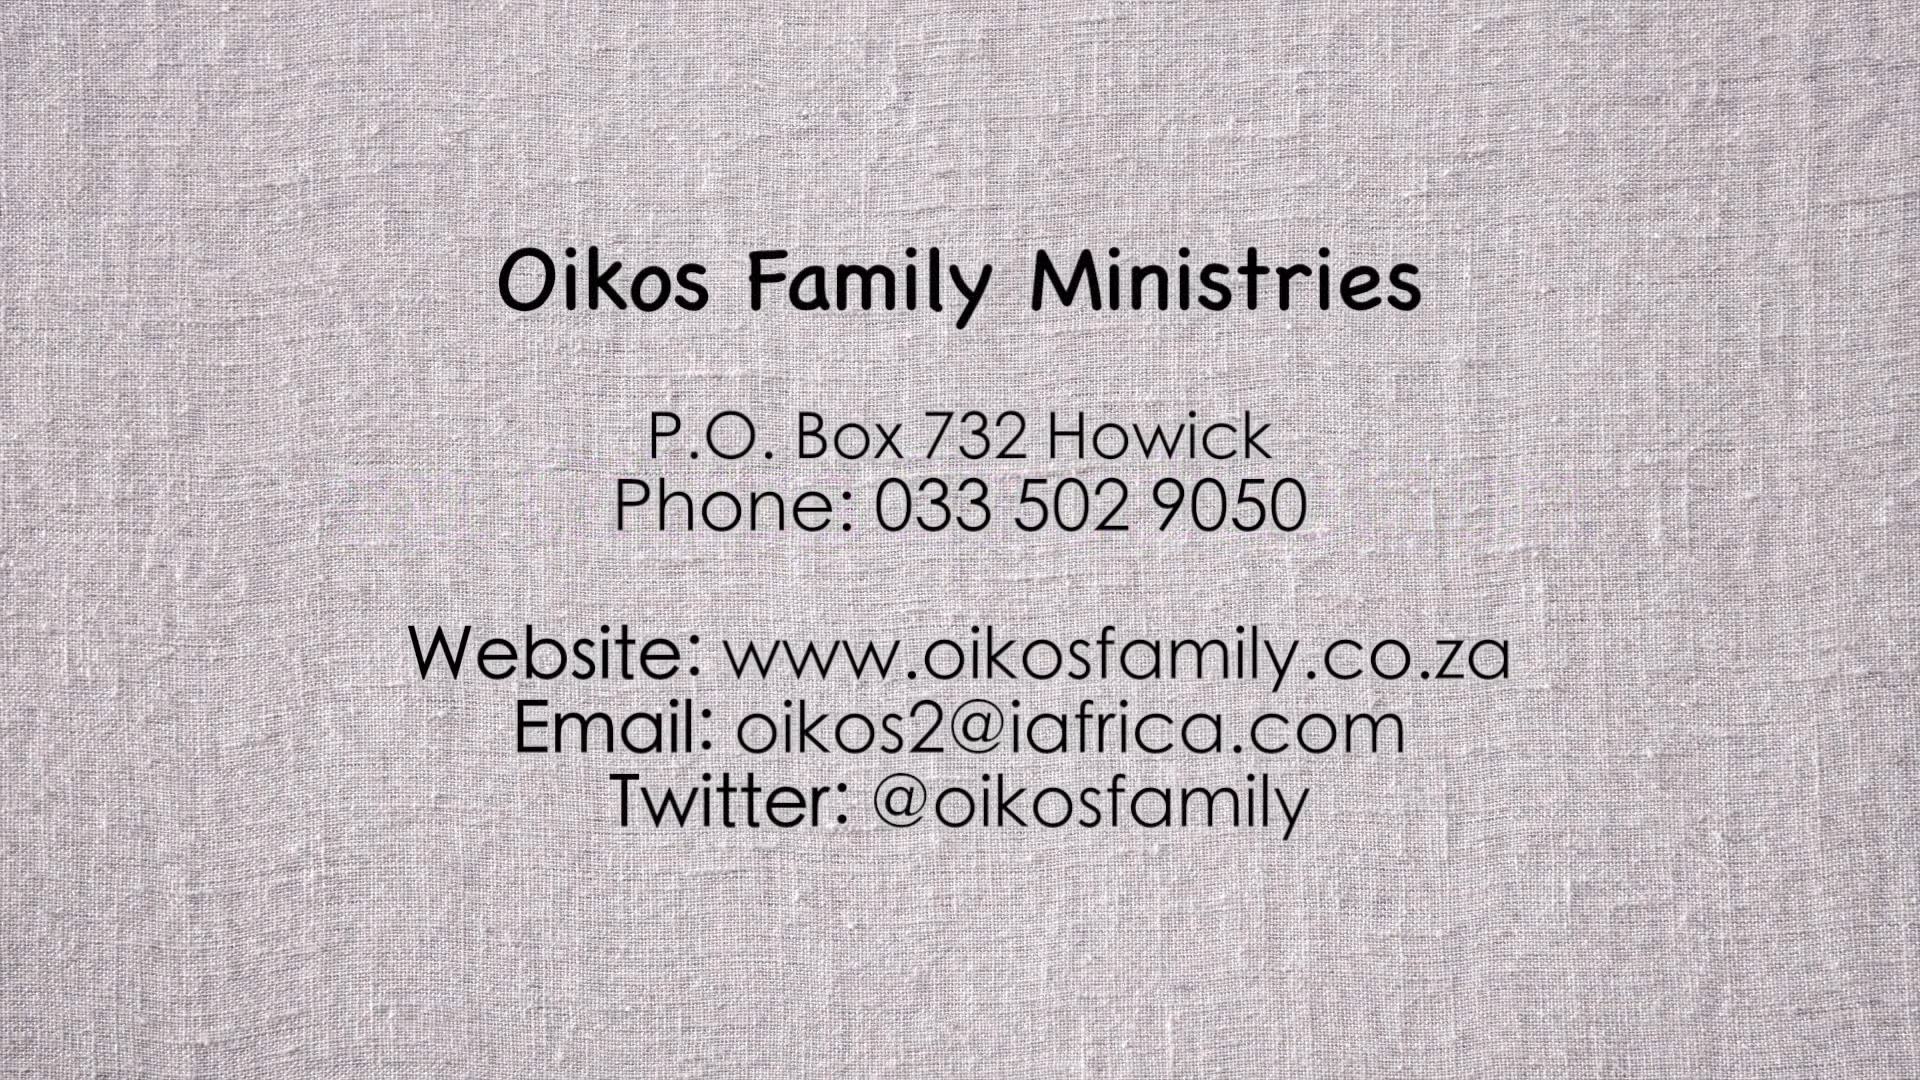 Oikos Family Ministries
P.O. Box 732 Howick
Phone: 033 502 9050
Website: www.oikosfamily.co.za
Email: oikos2@iafrica.com
Twitter: @oikosfamily